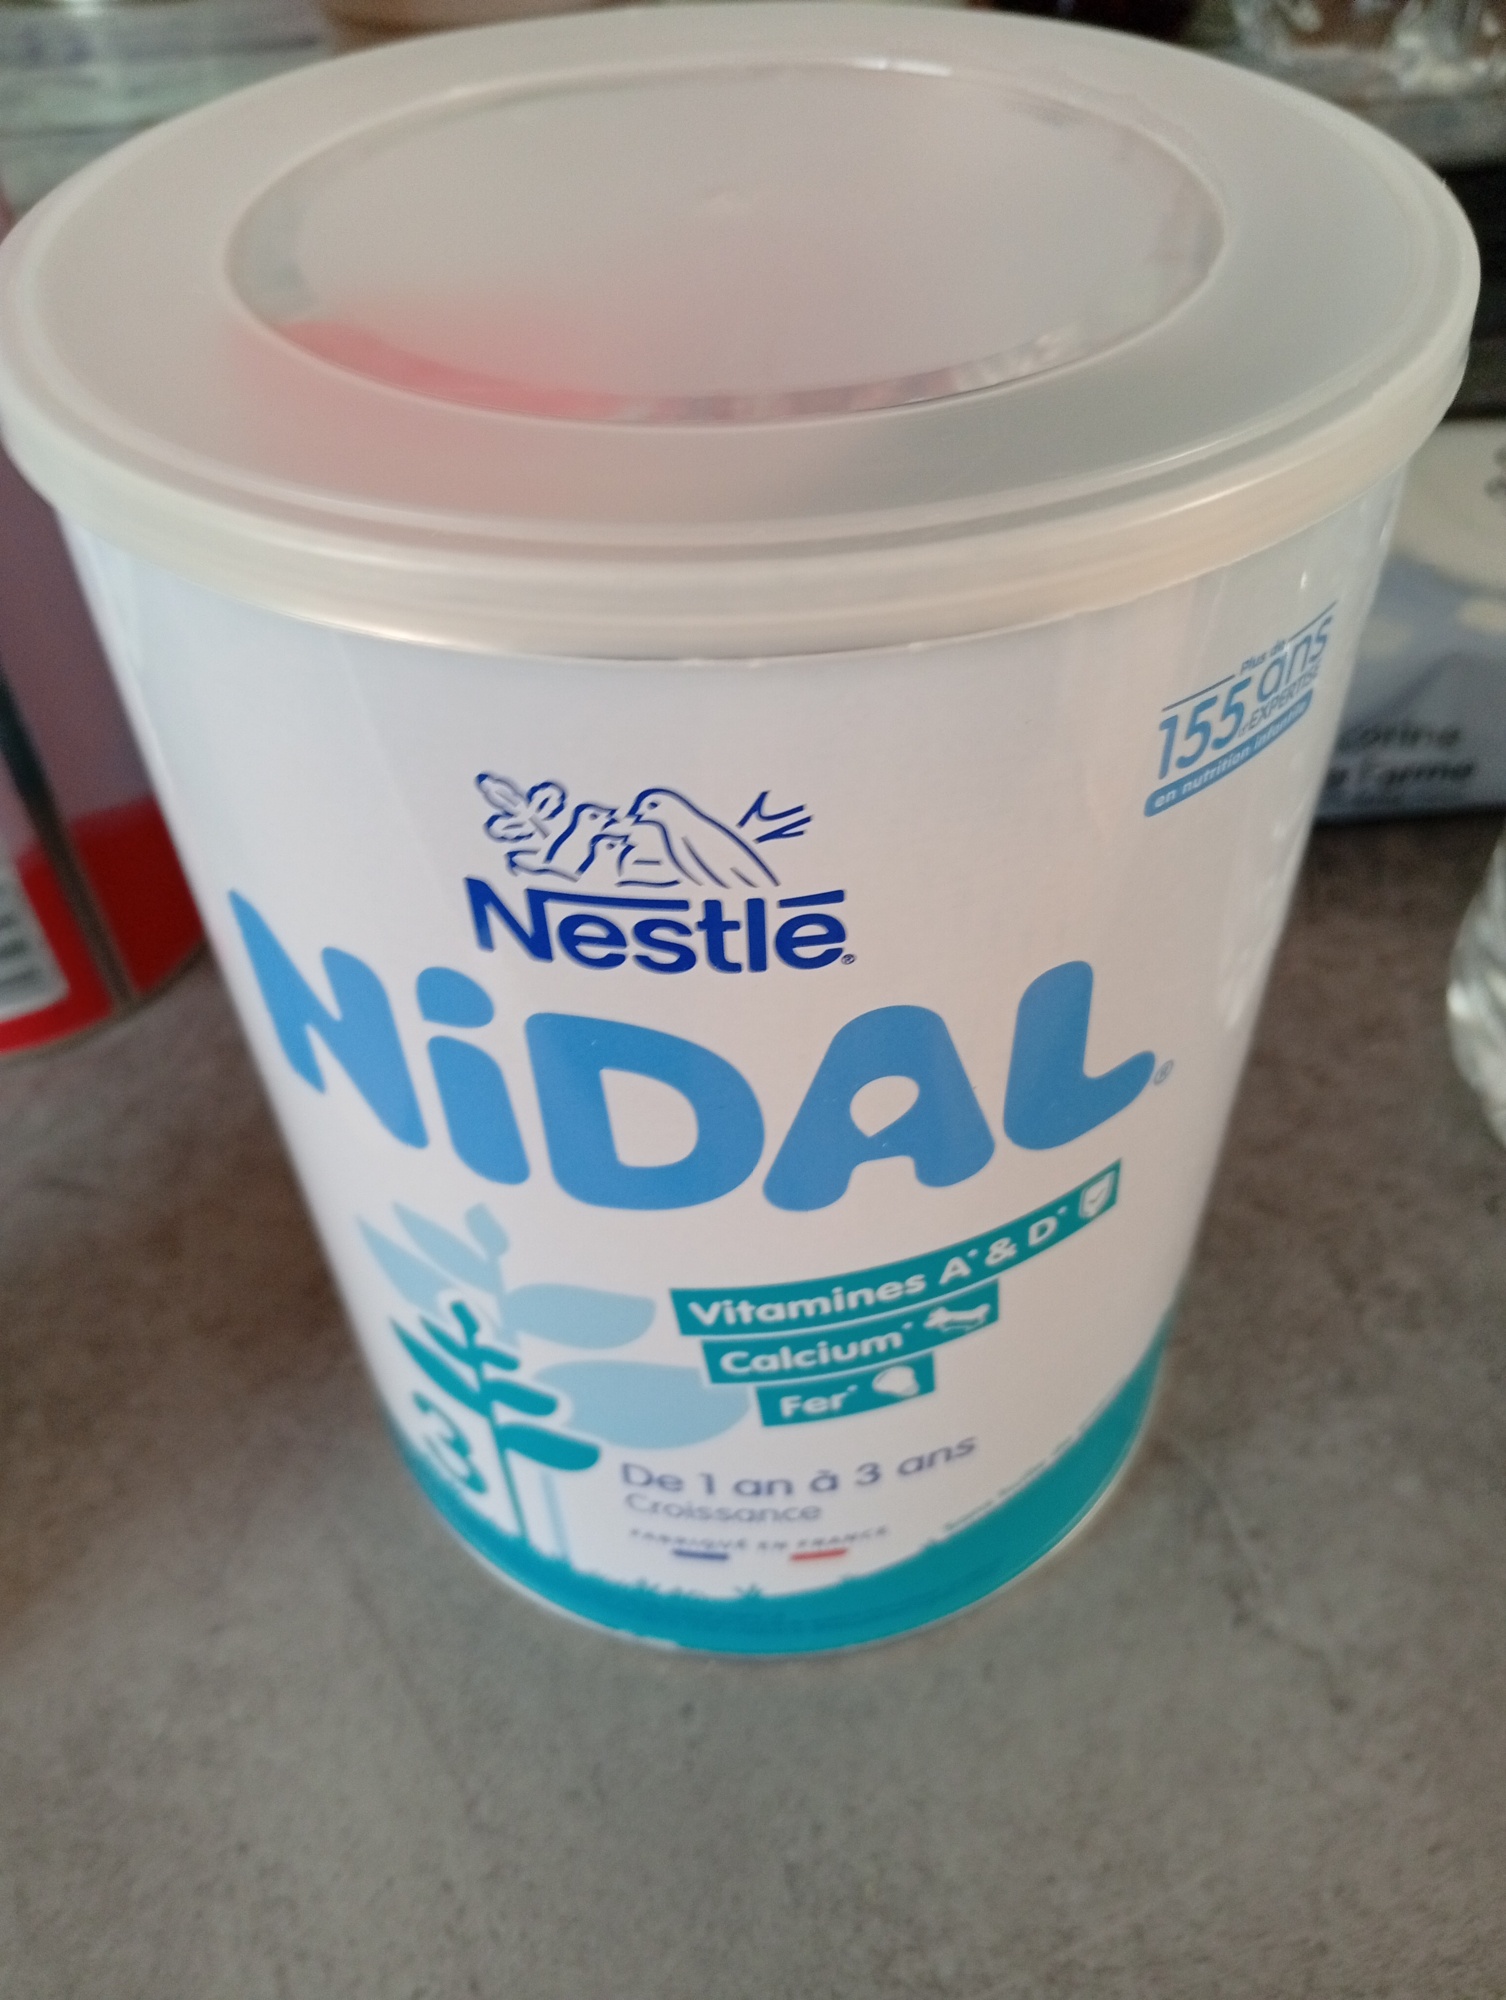 Plus de
155 ans
d'EXPERTISE
en nutrition infantile
Nestlé®
NiDAL®
Vitamines A* & D*
Calcium*
Fer*
De 1 an à 3 ans
Croissance
FABRIQUÉ EN FRANCE